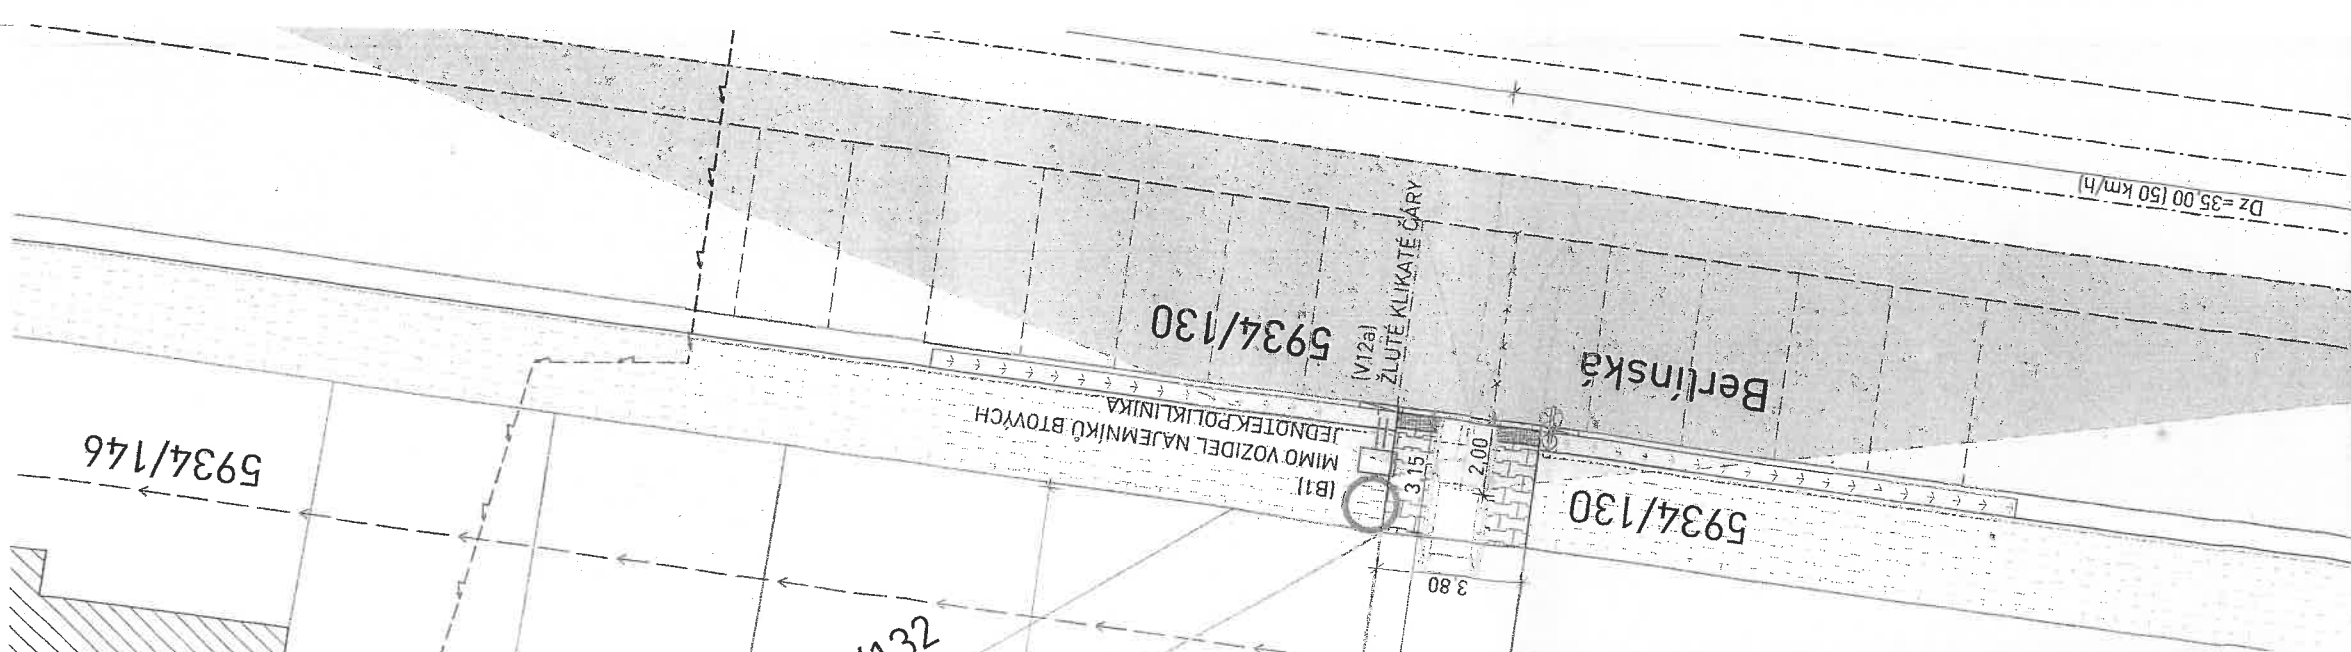 Dz =35,00 (50 km/h)
Berlínská
5934/130
(V12a)
ŽLUTÉ KLIKATÉ ČÁRY
5934/130
3,15
2,00
3 80
(B1)
MIMO VOZIDEL NÁJEMNÍKŮ BTOVÝCH
JEDNOTEK POLIKLINIKA
5934/146
/132